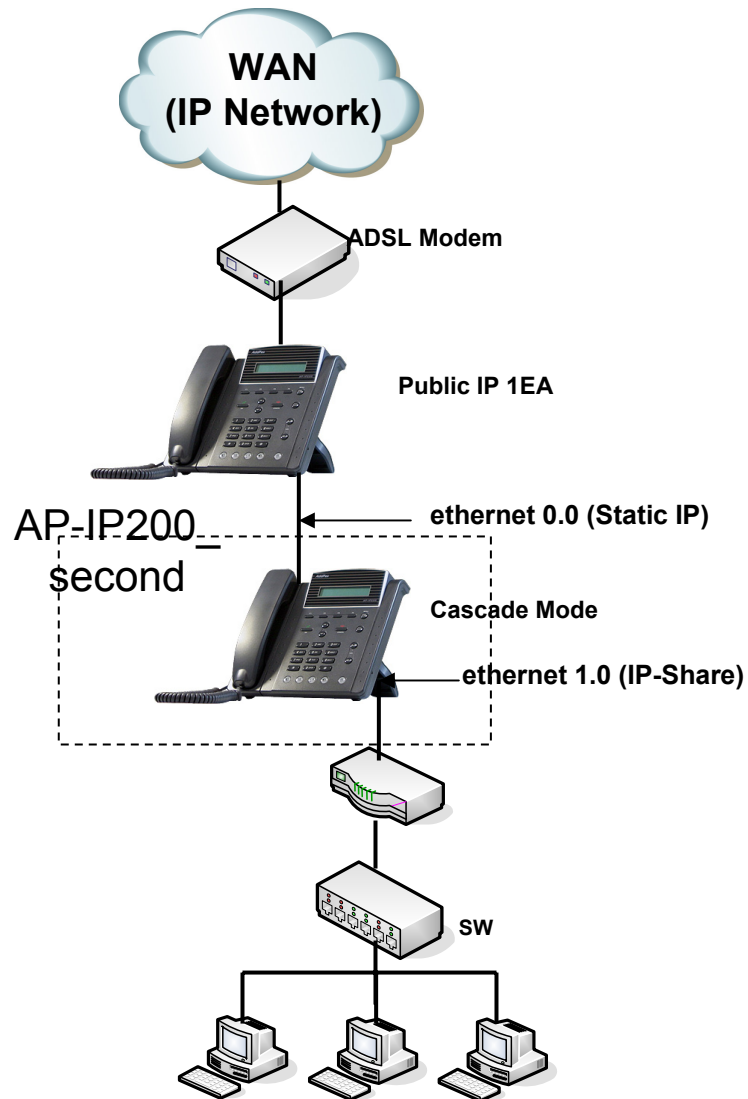 WAN
(IP Network)
ADSL Modem
Public IP 1EA
ethernet 0.0 (Static IP)
AP-IP200_
second
Cascade Mode
ethernet 1.0 (IP-Share)
SW